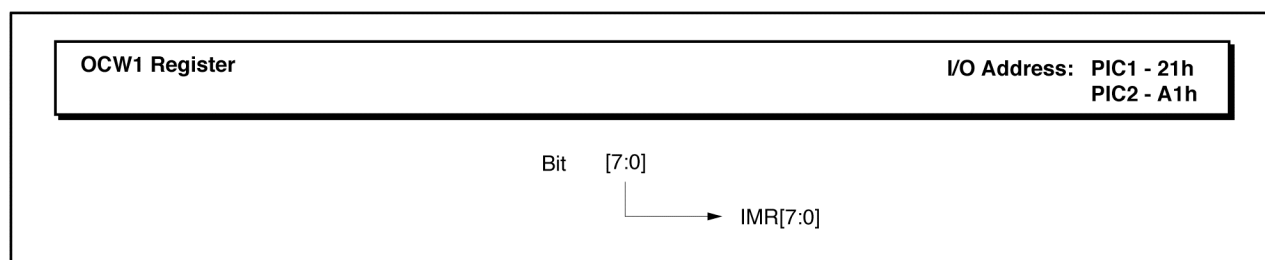 OCW1 Register I/O Address: PIC1 - 21h
PIC2 - A1h
Bit [7:0]
IMR[7:0]